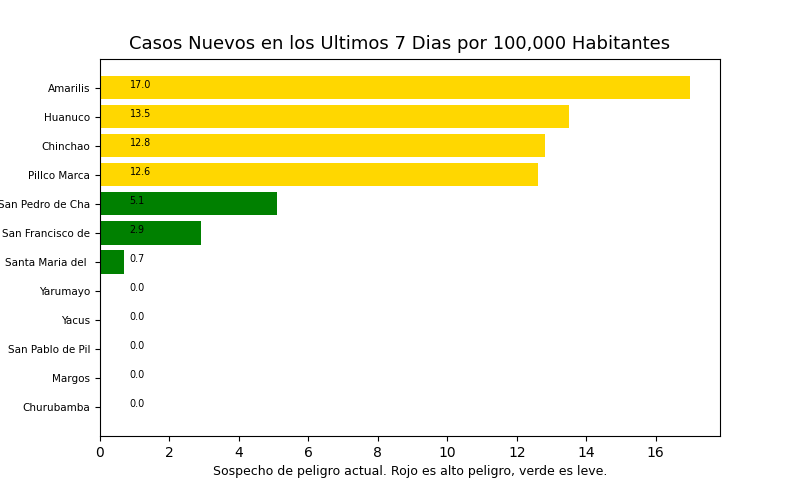 Casos Nuevos en los Ultimos 7 Dias por 100,000 Habitantes
Amarilis 17.0
Huanuco 13.5
Chinchao 12.8
Pillco Marca 12.6
San Pedro de Cha 5.1
San Francisco de 2.9
Santa Maria del 0.7
Yarumayo 0.0
Yacus 0.0
San Pablo de Pil 0.0
Margos 0.0
Churubamba 0.0
0 2 4 6 8 10 12 14 16
Sospecho de peligro actual. Rojo es alto peligro, verde es leve.